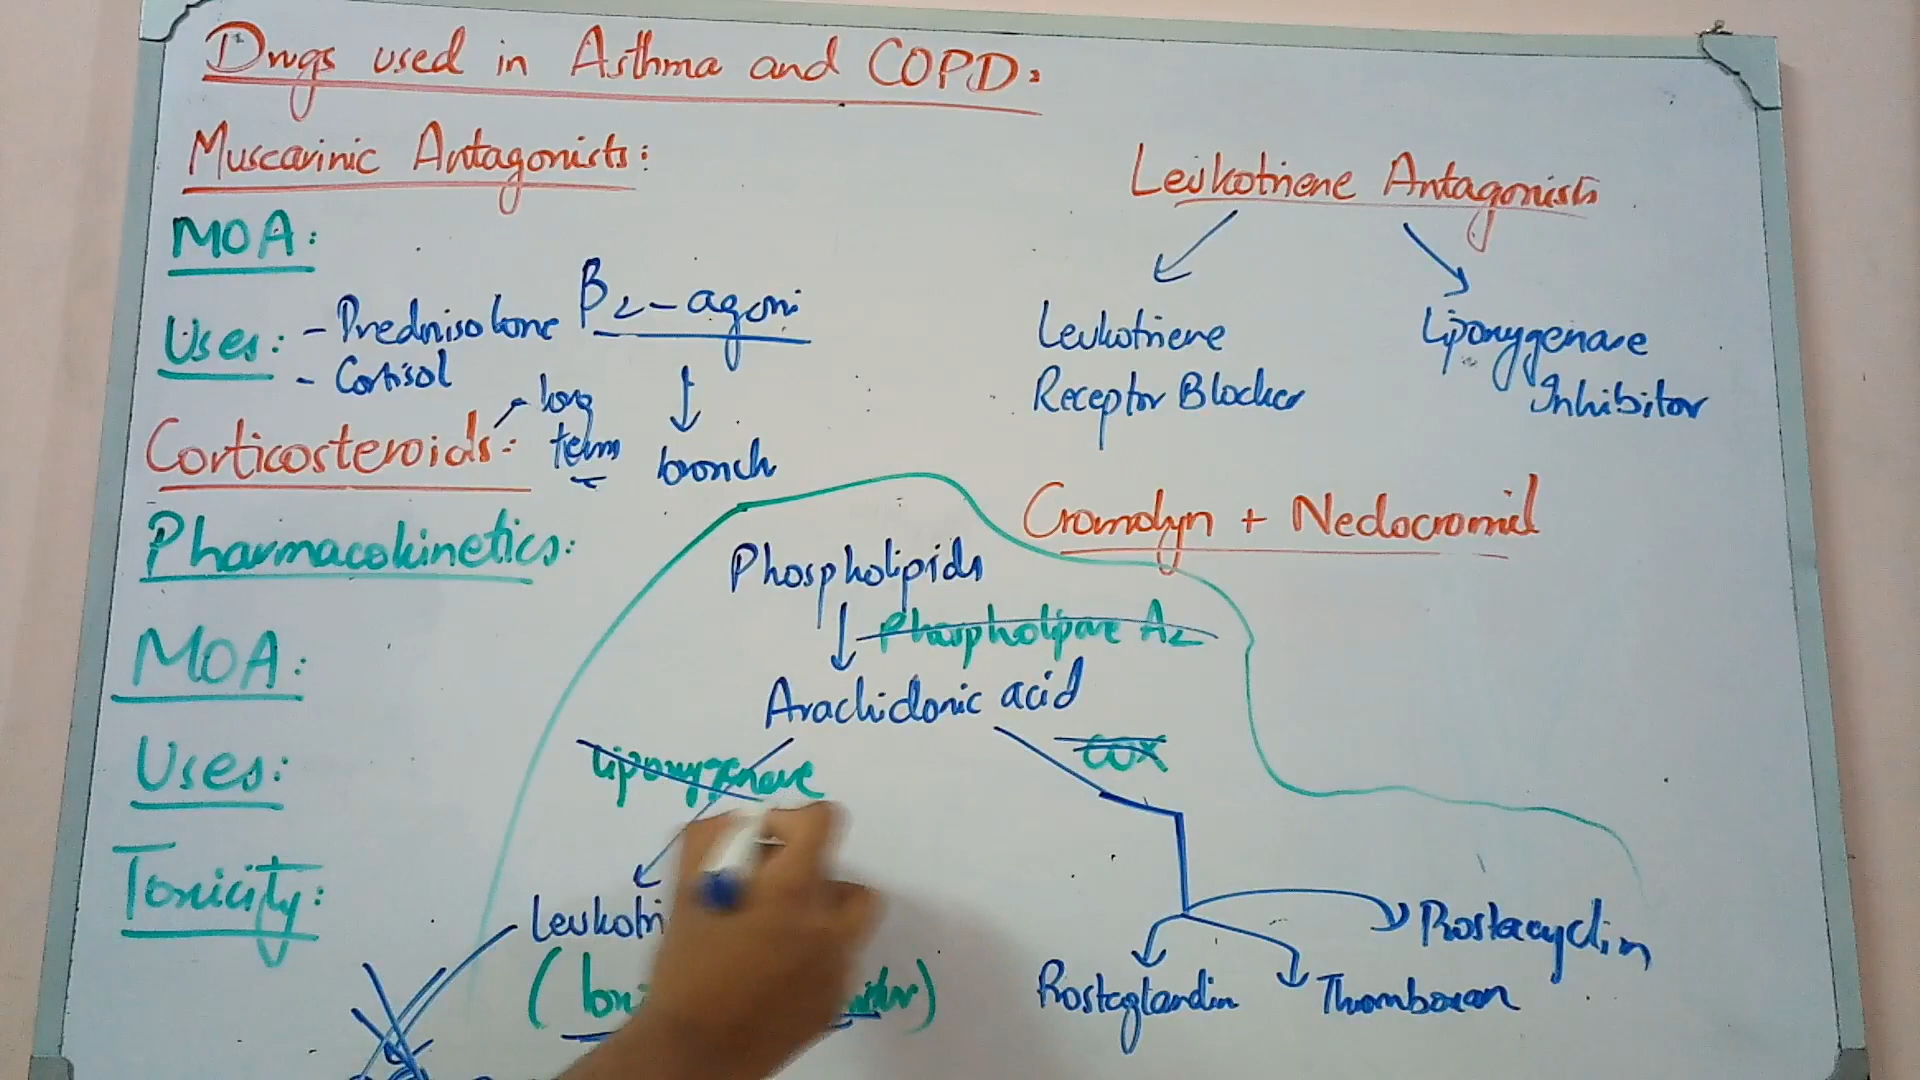 Drugs used in Asthma and COPD:
Muscarinic Antagonists:
MOA:
Uses: - Prednisolone
- Cortisol
β2-agoni
bronch
Corticosteroids:
- long
term
Pharmacokinetics:
MOA:
Uses:
Toxicity:
Leukotriene Antagonists
Leukotriene
Receptor Blocker
Lipoxygenase
Inhibitor
Cromolyn + Nedocromil
Phospholipids
Phospholipase A2
Arachidonic acid
Lipoxygenase
COX
Leukotri
Prostacyclin
Prostaglandin
Thromboxan